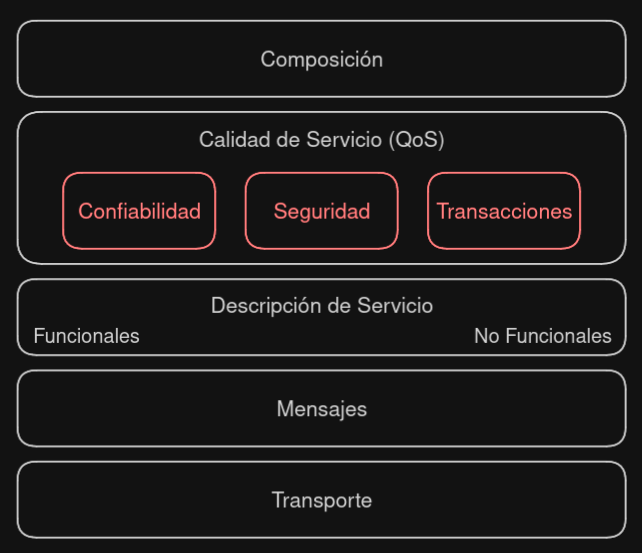 Composición
Calidad de Servicio (QoS)
Confiabilidad
Seguridad
Transacciones
Descripción de Servicio
Funcionales
No Funcionales
Mensajes
Transporte